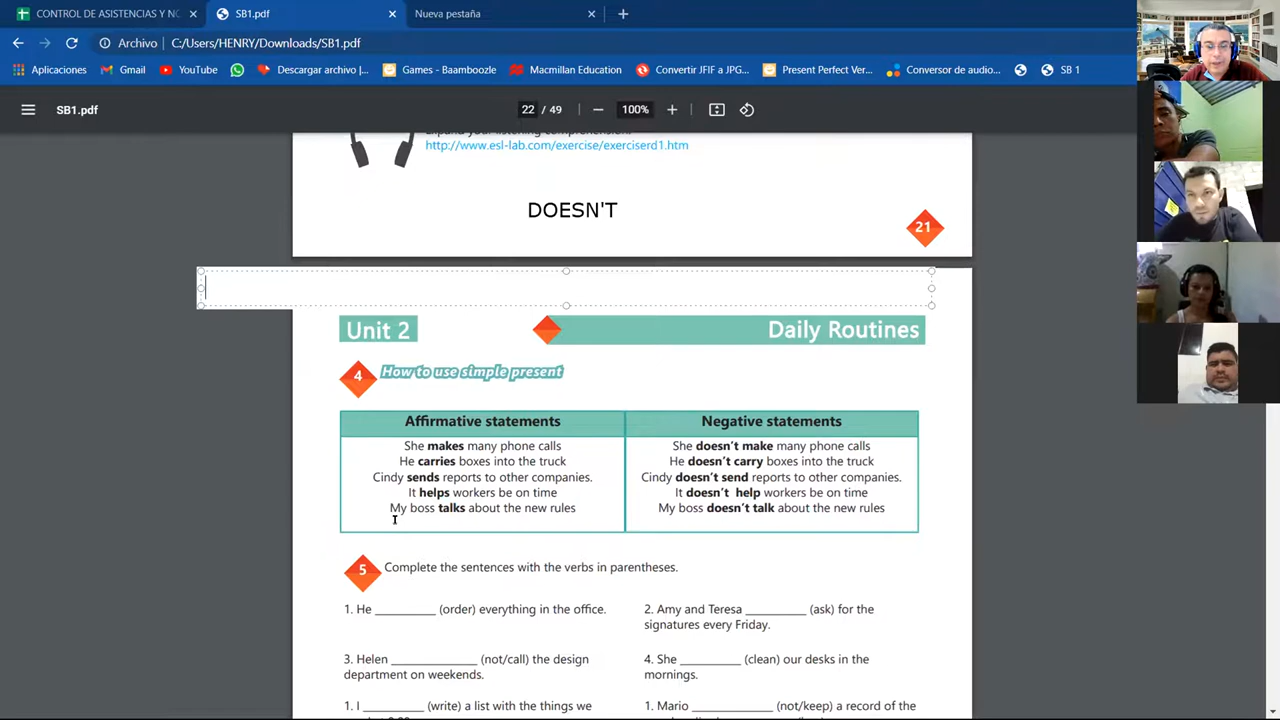 CONTROL DE ASISTENCIAS Y NO
SB1.pdf
Nueva pestaña
Archivo
C:/Users/HENRY/Downloads/SB1.pdf
Aplicaciones
Gmail
YouTube
Descargar archivo |...
Games - Baamboozle
Macmillan Education
Convertir JFIF a JPG...
Present Perfect Ver...
Conversor de audio...
SB 1
SB1.pdf
22 / 49
100%
http://www.esl-lab.com/exercise/exerciserd1.htm
DOESN'T
21
Unit 2
Daily Routines
4
How to use simple present
Affirmative statements
Negative statements
She makes many phone calls
She doesn't make many phone calls
He carries boxes into the truck
He doesn't carry boxes into the truck
Cindy sends reports to other companies.
Cindy doesn't send reports to other companies.
It helps workers be on time
It doesn't help workers be on time
My boss talks about the new rules
My boss doesn't talk about the new rules
5
Complete the sentences with the verbs in parentheses.
1. He _________ (order) everything in the office.
2. Amy and Teresa _________ (ask) for the
signatures every Friday.
3. Helen _____________ (not/call) the design
department on weekends.
4. She _________ (clean) our desks in the
mornings.
1. I _________ (write) a list with the things we
1. Mario ____________ (not/keep) a record of the